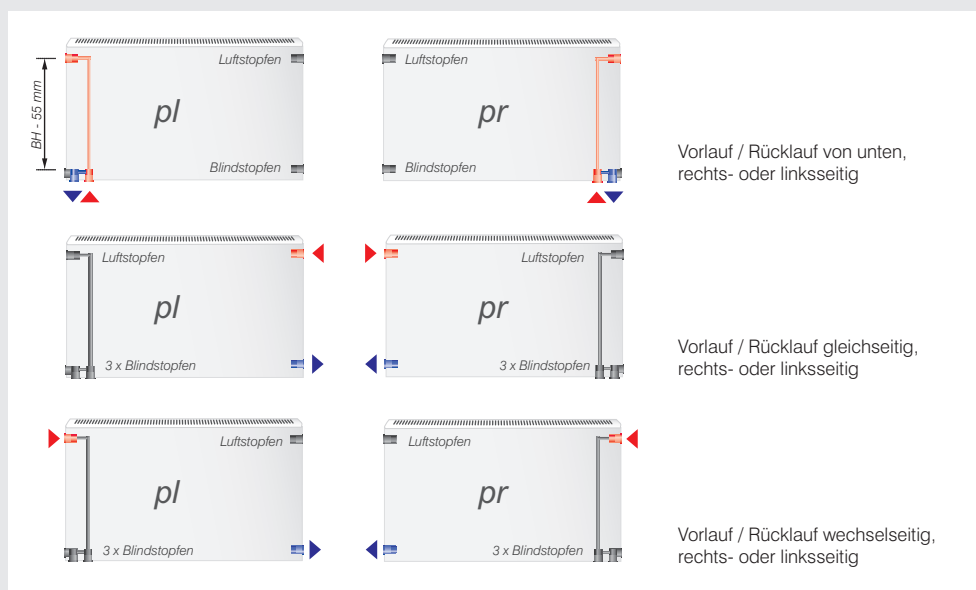 Luftstopfen
BH - 55 mm
pl
Blindstopfen
Luftstopfen
pr
Blindstopfen
Vorlauf / Rücklauf von unten,
rechts- oder linksseitig
Luftstopfen
pl
3 x Blindstopfen
Luftstopfen
pr
3 x Blindstopfen
Vorlauf / Rücklauf gleichseitig,
rechts- oder linksseitig
Luftstopfen
pl
3 x Blindstopfen
Luftstopfen
pr
3 x Blindstopfen
Vorlauf / Rücklauf wechselseitig,
rechts- oder linksseitig